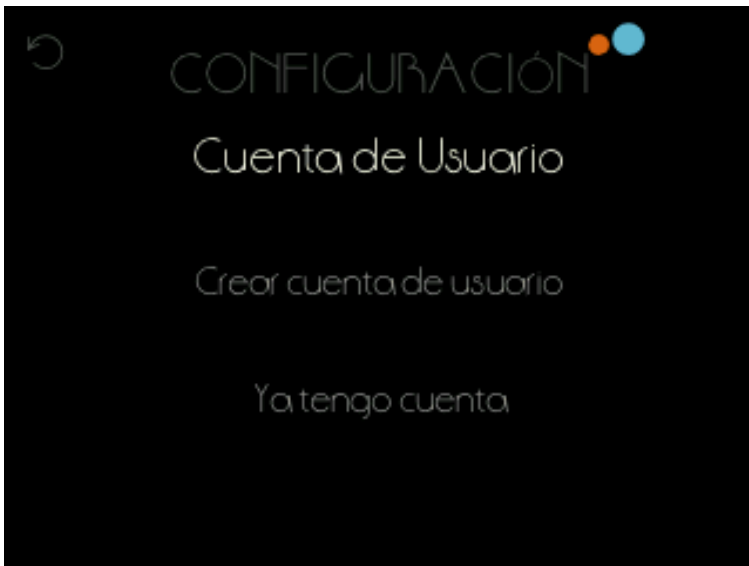 CONFIGURACIÓN
Cuenta de Usuario
Crear cuenta de usuario
Ya tengo cuenta